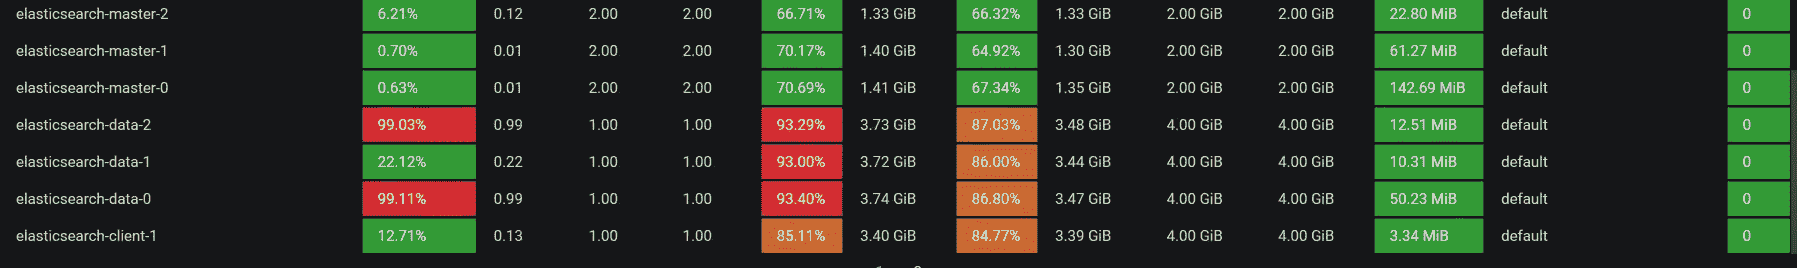 elasticsearch-master-2 6.21% 0.12 2.00 2.00 66.71% 1.33 GiB 66.32% 1.33 GiB 2.00 GiB 2.00 GiB 22.80 MiB default 0
elasticsearch-master-1 0.70% 0.01 2.00 2.00 70.17% 1.40 GiB 64.92% 1.30 GiB 2.00 GiB 2.00 GiB 61.27 MiB default 0
elasticsearch-master-0 0.63% 0.01 2.00 2.00 70.69% 1.41 GiB 67.34% 1.35 GiB 2.00 GiB 2.00 GiB 142.69 MiB default 0
elasticsearch-data-2 99.03% 0.99 1.00 1.00 93.29% 3.73 GiB 87.03% 3.48 GiB 4.00 GiB 4.00 GiB 12.51 MiB default 0
elasticsearch-data-1 22.12% 0.22 1.00 1.00 93.00% 3.72 GiB 86.00% 3.44 GiB 4.00 GiB 4.00 GiB 10.31 MiB default 0
elasticsearch-data-0 99.11% 0.99 1.00 1.00 93.40% 3.74 GiB 86.80% 3.47 GiB 4.00 GiB 4.00 GiB 50.23 MiB default 0
elasticsearch-client-1 12.71% 0.13 1.00 1.00 85.11% 3.40 GiB 84.77% 3.39 GiB 4.00 GiB 4.00 GiB 3.34 MiB default 0